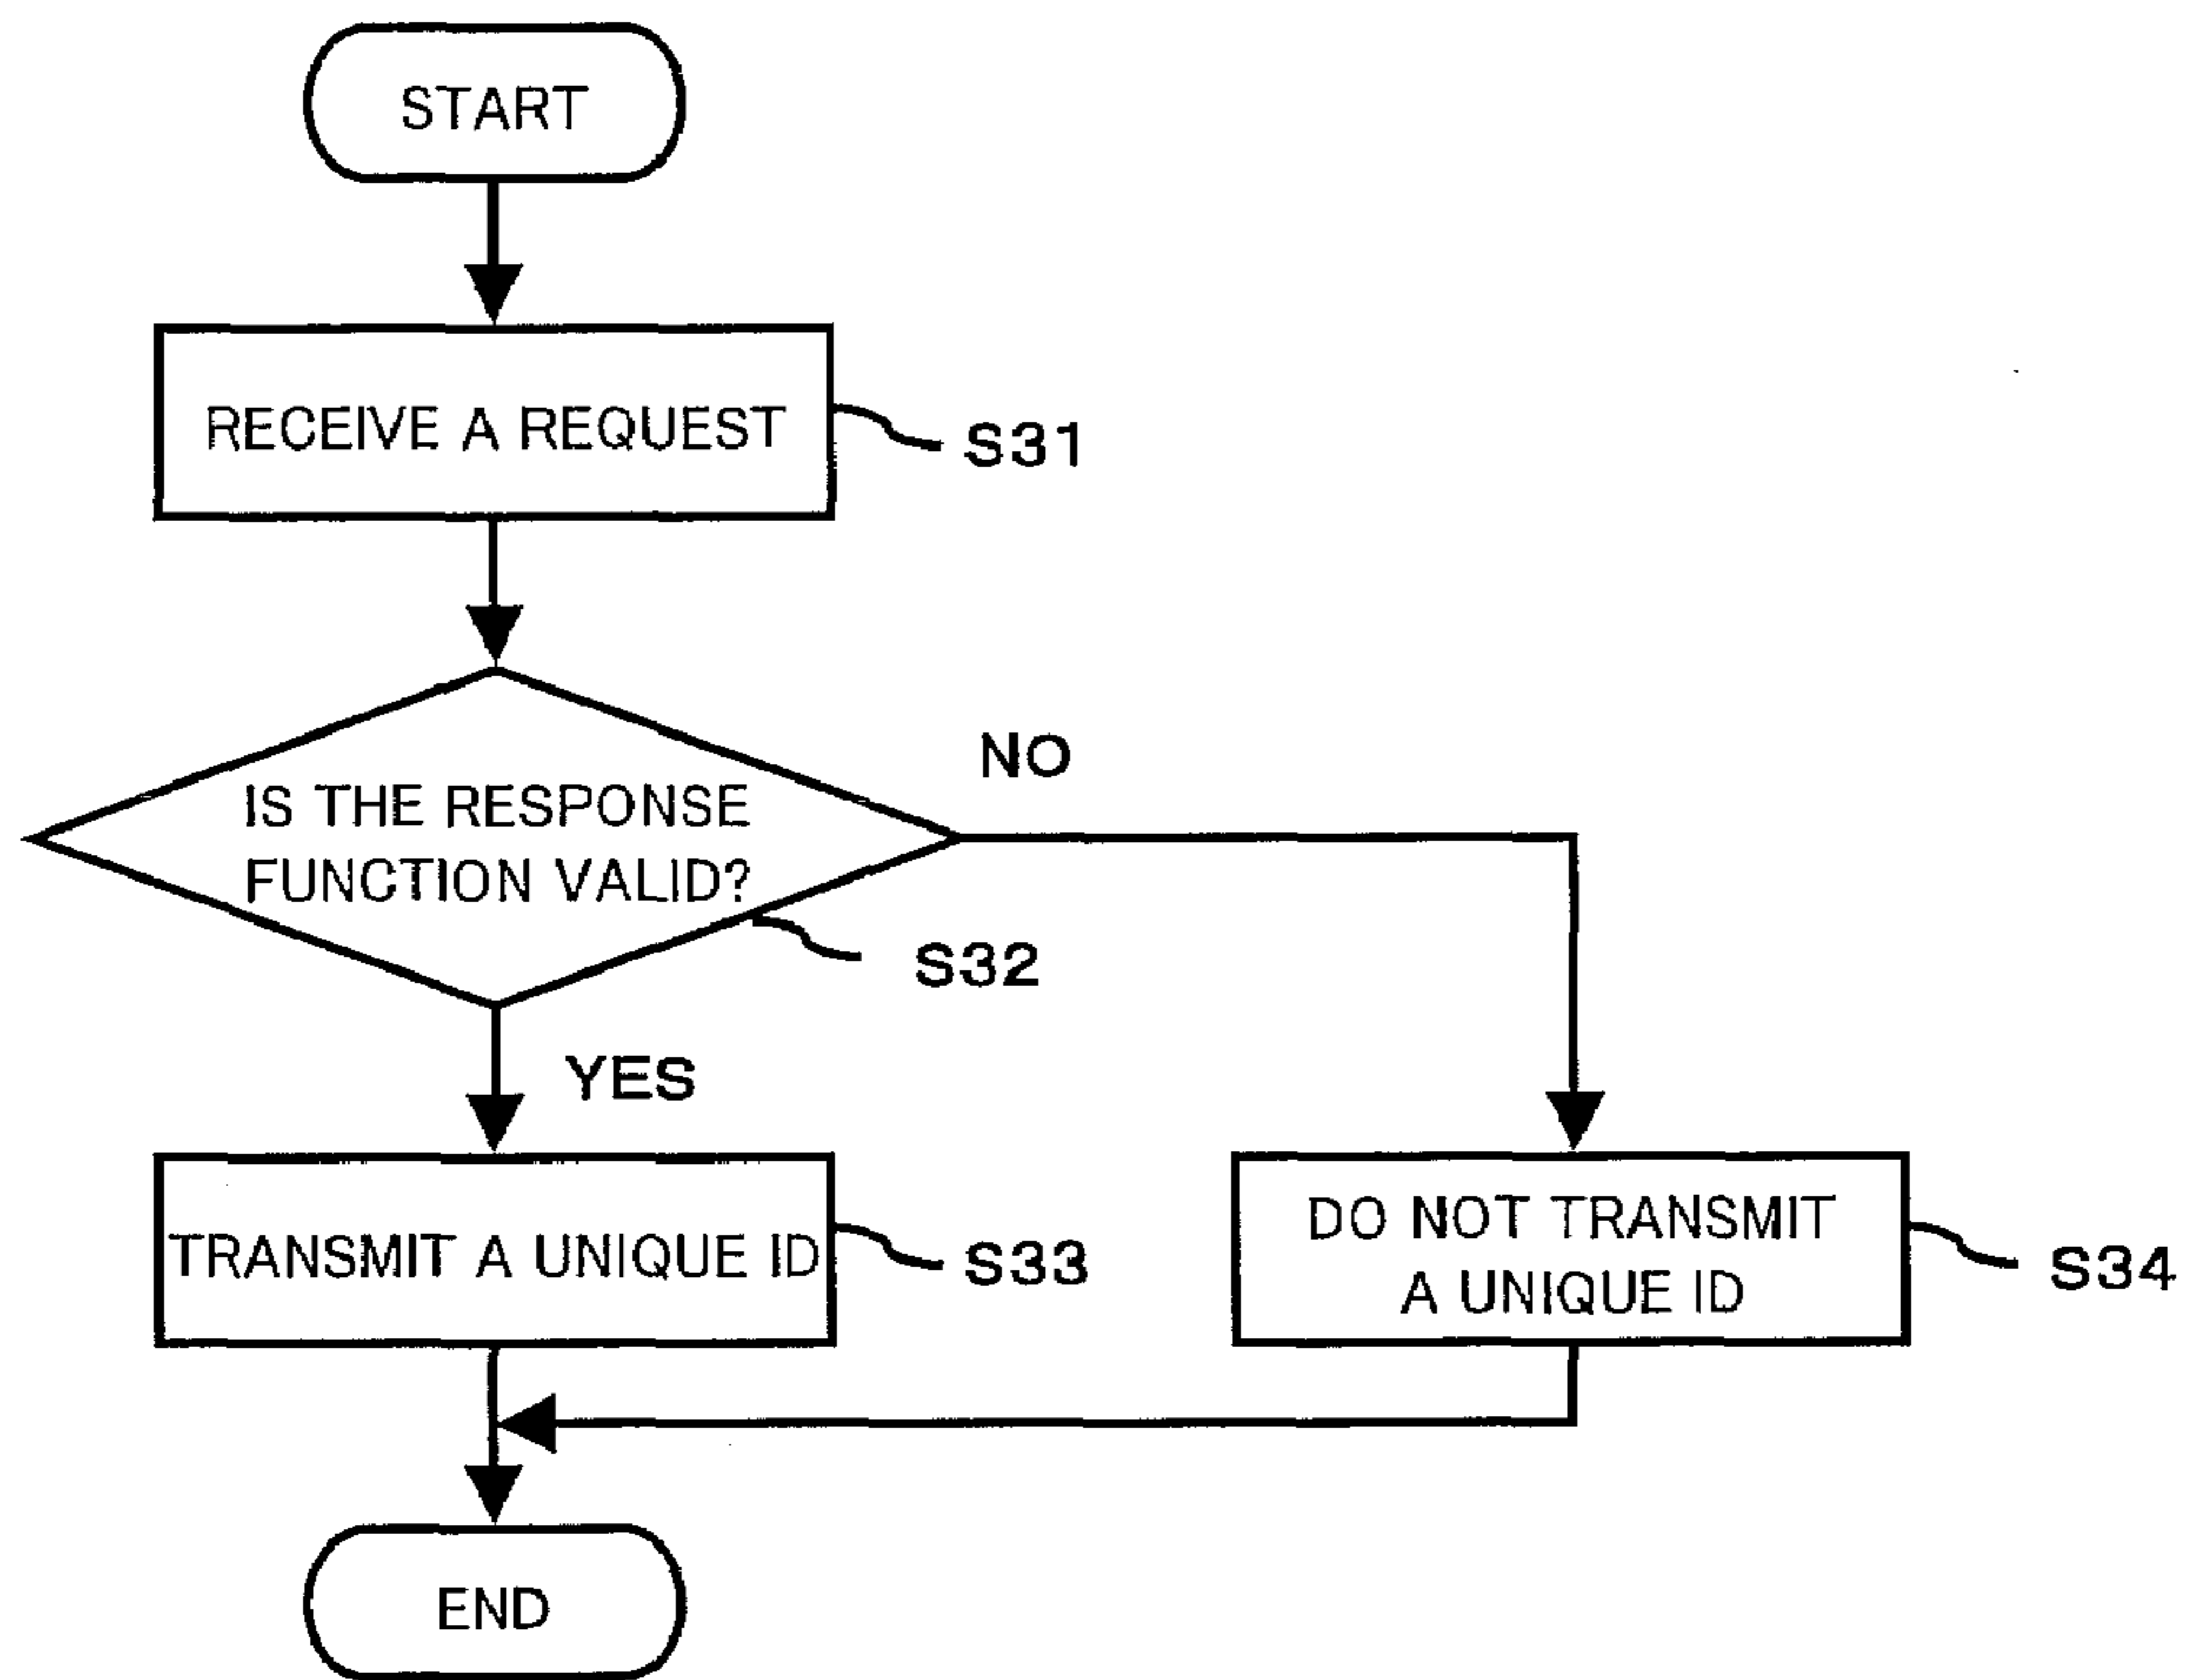 START
RECEIVE A REQUEST
S31
IS THE RESPONSE
FUNCTION VALID?
NO
S32
YES
TRANSMIT A UNIQUE ID
S33
DO NOT TRANSMIT
A UNIQUE ID
S34
END